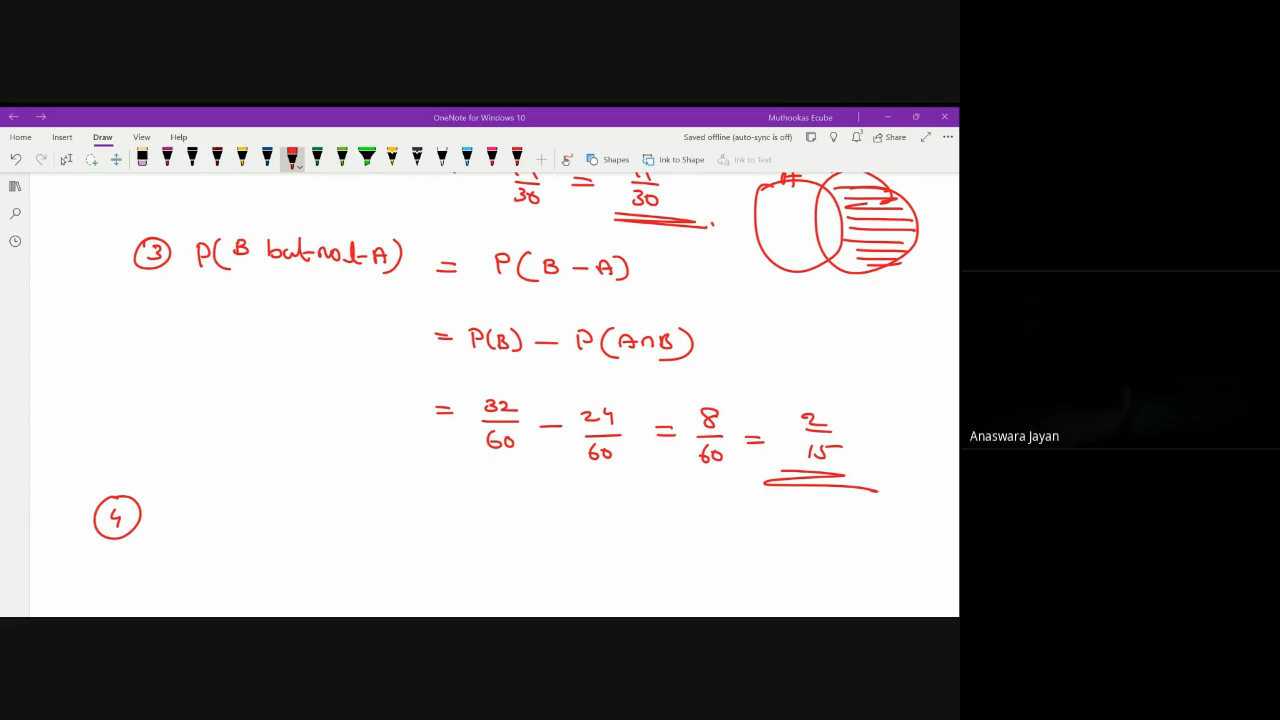 OneNote for Windows 10
Muthookas Ecube
Home Insert Draw View Help
Saved offline (auto-sync is off)
3
Share
Shapes
Ink to Shape
Ink to Text
30 = 11/30
A
③ P(B but not A) = P(B – A)
= P(B) – P(A∩B)
= 32/60 – 24/60 = 8/60 = 2/15
④
Anaswara Jayan